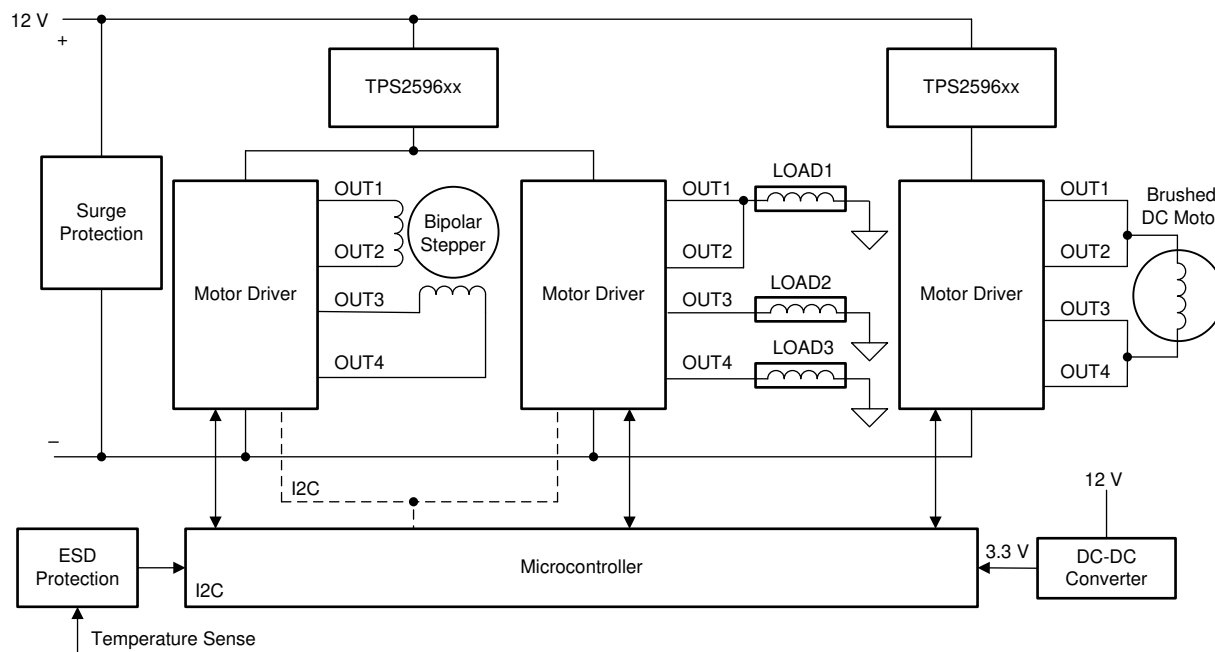 12 V
+
TPS2596xx
TPS2596xx
Surge
Protection
Motor Driver
OUT1
OUT2
OUT3
OUT4
Bipolar
Stepper
Motor Driver
OUT1
OUT2
OUT3
OUT4
LOAD1
LOAD2
LOAD3
Motor Driver
OUT1
OUT2
OUT3
OUT4
Brushed
DC Motor
–
I2C
12 V
ESD
Protection
I2C
Microcontroller
3.3 V
DC-DC
Converter
Temperature Sense